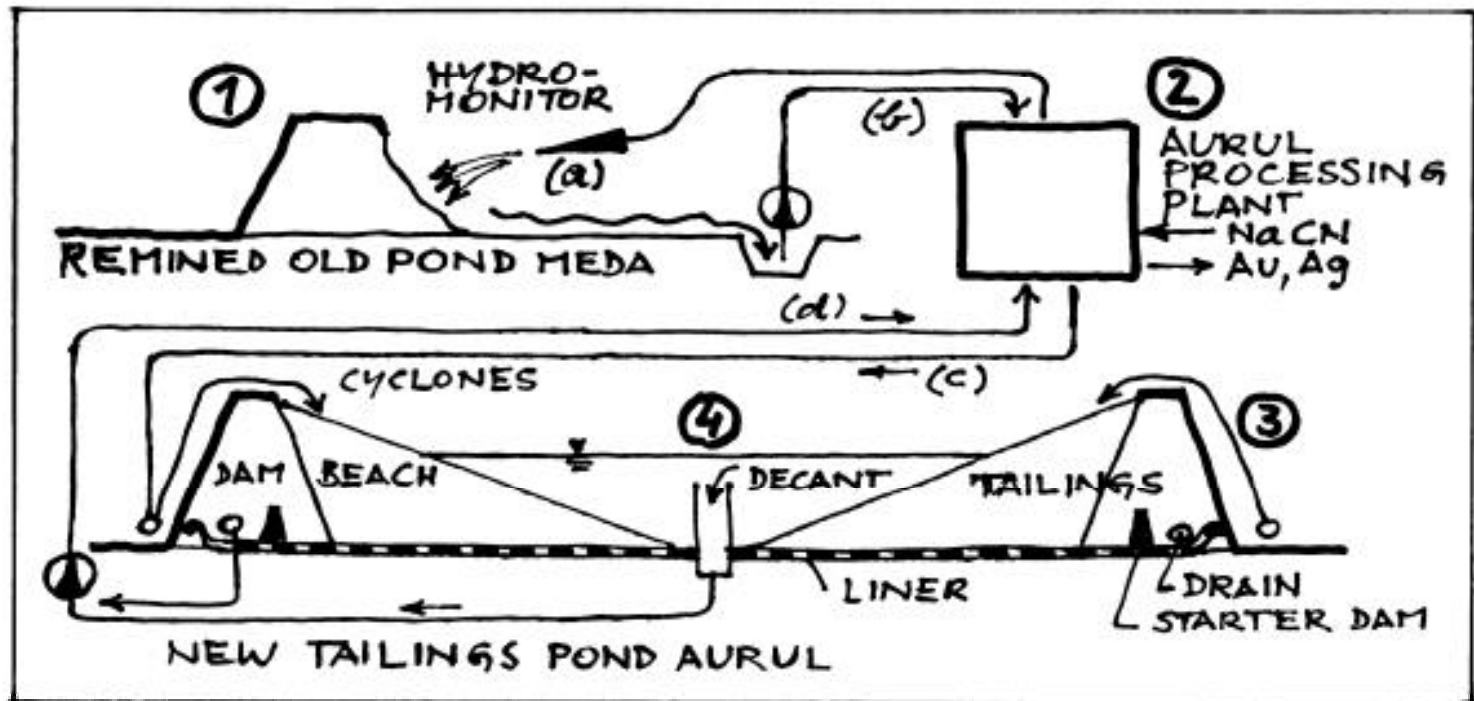 1
HYDRO-
MONITOR
(a)
(b)
2
AURUL
PROCESSING
PLANT
NaCN
Au, Ag
REMINED OLD POND MEDA
(d)
(c)
CYCLONES
4
3
DAM
BEACH
DECANT
TAILINGS
LINER
DRAIN
STARTER DAM
NEW TAILINGS POND AURUL